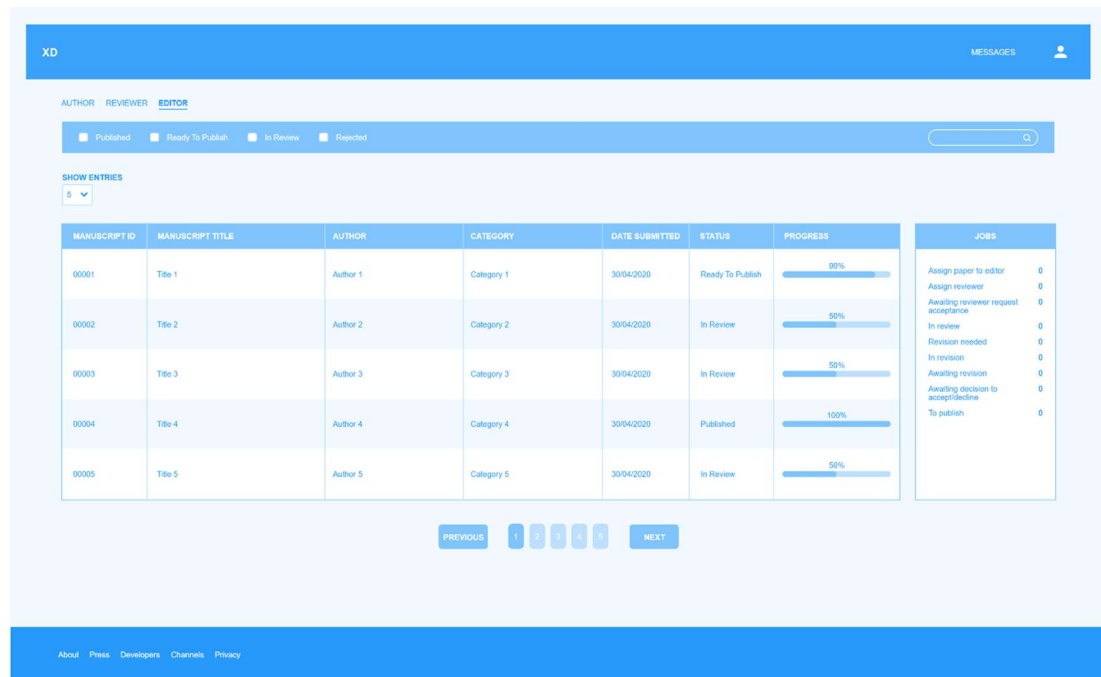 XD
MESSAGES
AUTHOR REVIEWER EDITOR
Published Ready To Publish In Review Rejected
SHOW ENTRIES
5
MANUSCRIPT ID MANUSCRIPT TITLE AUTHOR CATEGORY DATE SUBMITTED STATUS PROGRESS
00001 Title 1 Author 1 Category 1 30/04/2020 Ready To Publish 90%
00002 Title 2 Author 2 Category 2 30/04/2020 In Review 50%
00003 Title 3 Author 3 Category 3 30/04/2020 In Review 50%
00004 Title 4 Author 4 Category 4 30/04/2020 Published 100%
00005 Title 5 Author 5 Category 5 30/04/2020 In Review 50%
JOBS
Assign paper to editor 0
Assign reviewer 0
Awaiting reviewer request 0
acceptance
In review 0
Revision needed 0
In revision 0
Awaiting revision 0
Awaiting decision to 0
accept/decline
To publish 0
PREVIOUS 1 2 3 4 5 NEXT
About Press Developers Channels Privacy